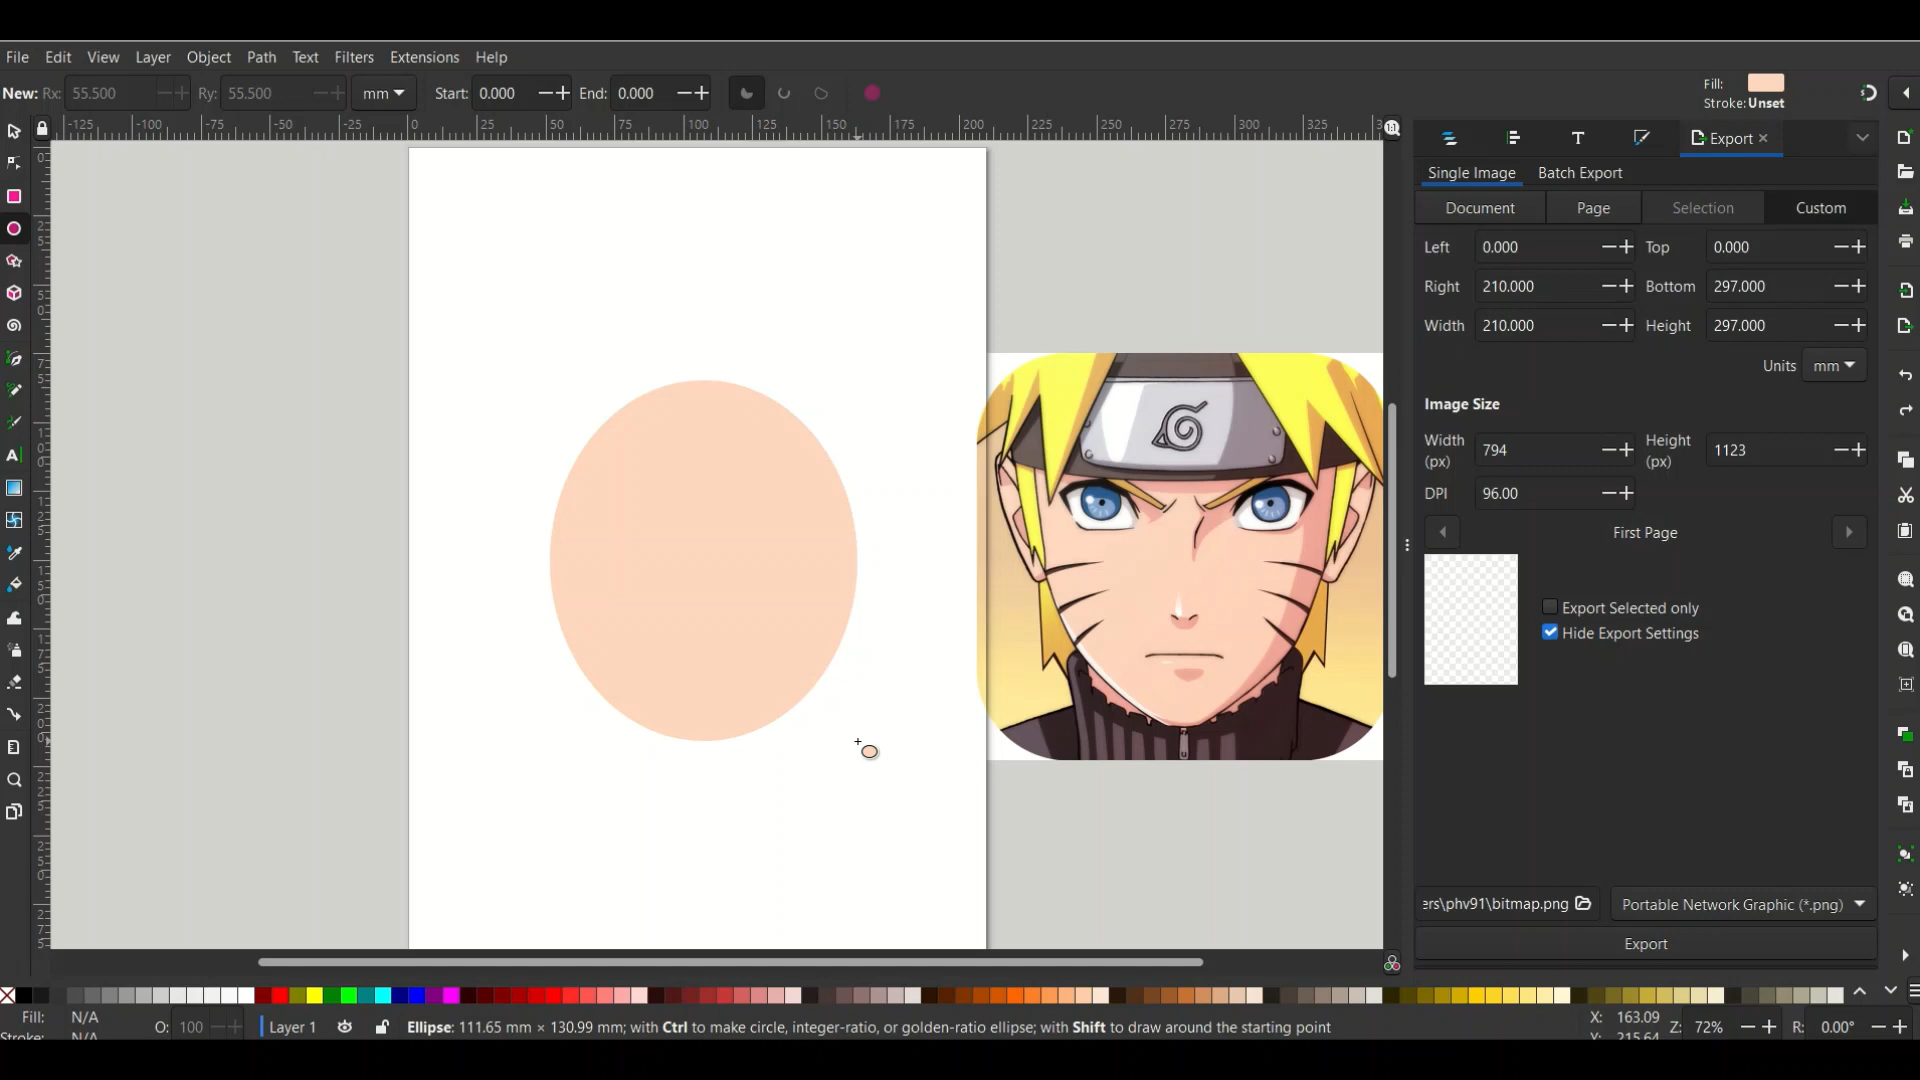 File Edit View Layer Object Path Text Filters Extensions Help
New: Rx: 55.500 Ry: 55.500 mm Start: 0.000 End: 0.000
Fill:
Stroke: Unset
-125 -100 -75 -50 -25 0 25 50 75 100 125 150 175 200 225 250 275 300 325
Export
Single Image Batch Export
Document Page Selection Custom
Left 0.000 Top 0.000
Right 210.000 Bottom 297.000
Width 210.000 Height 297.000
Units mm
Image Size
Width (px) 794 Height (px) 1123
DPI 96.00
First Page
Export Selected only
Hide Export Settings
ers\phv91\bitmap.png Portable Network Graphic (*.png)
Export
Fill: N/A
Stroke: N/A
O: 100 Layer 1 Ellipse: 111.65 mm × 130.99 mm; with Ctrl to make circle, integer-ratio, or golden-ratio ellipse; with Shift to draw around the starting point
X: 163.09
Y: 215.64
Z: 72% R: 0.00°